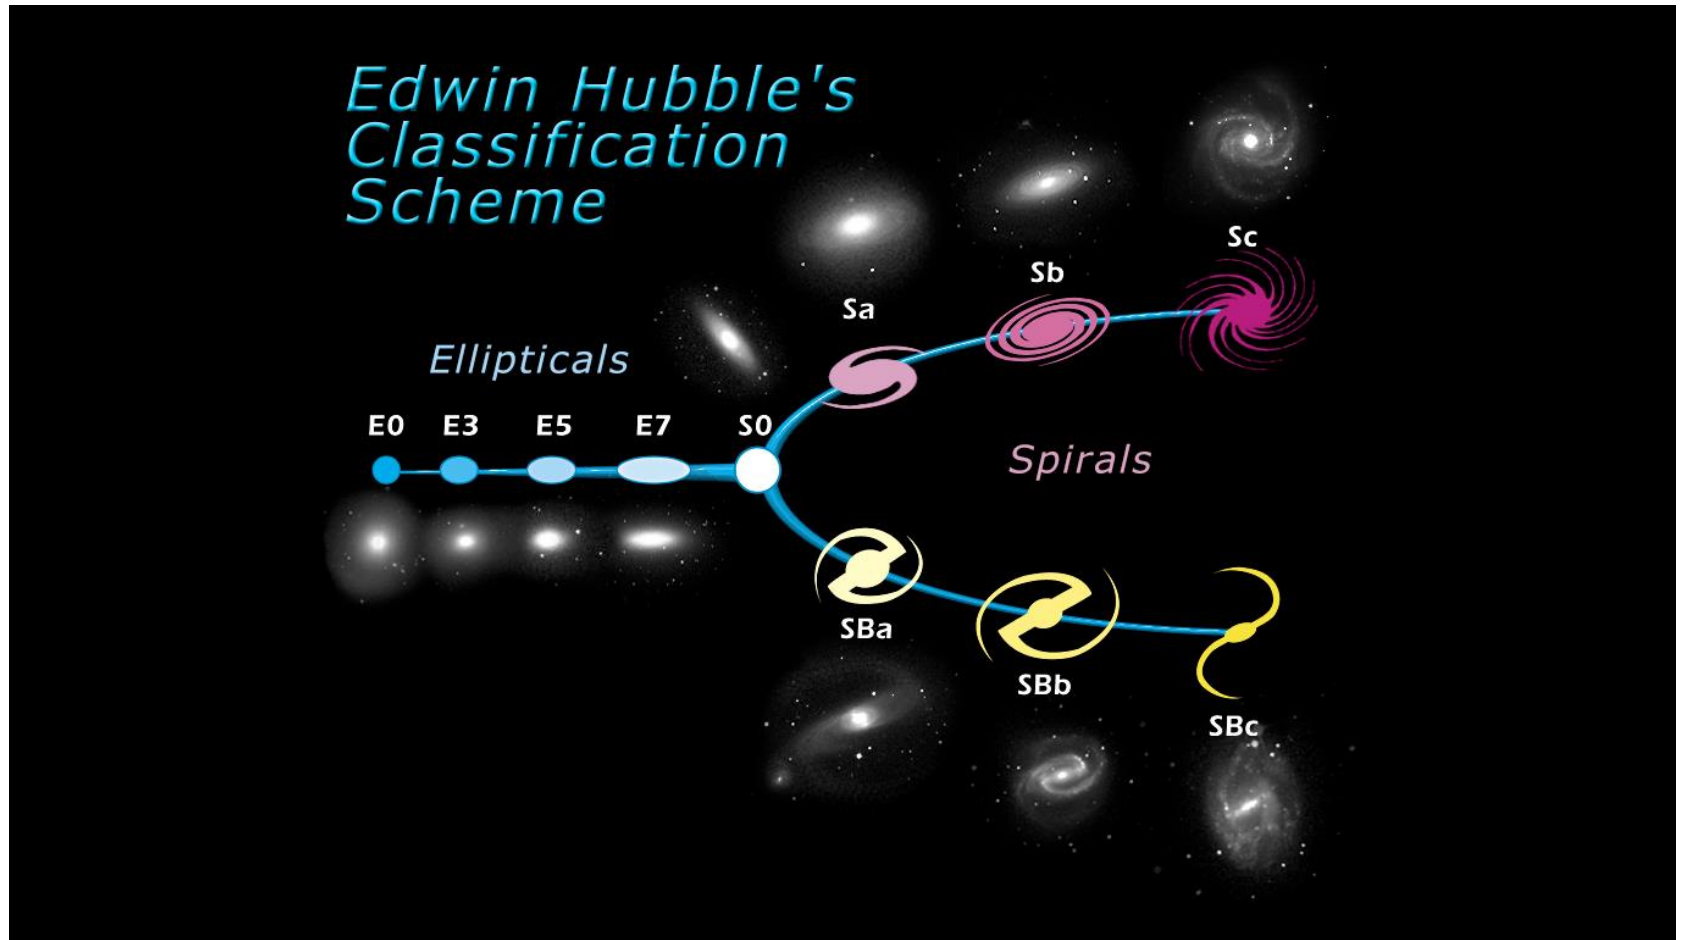 Edwin Hubble's
Classification
Scheme
Sc
Sb
Sa
Ellipticals
E0 E3 E5 E7 S0
Spirals
SBa
SBb
SBc